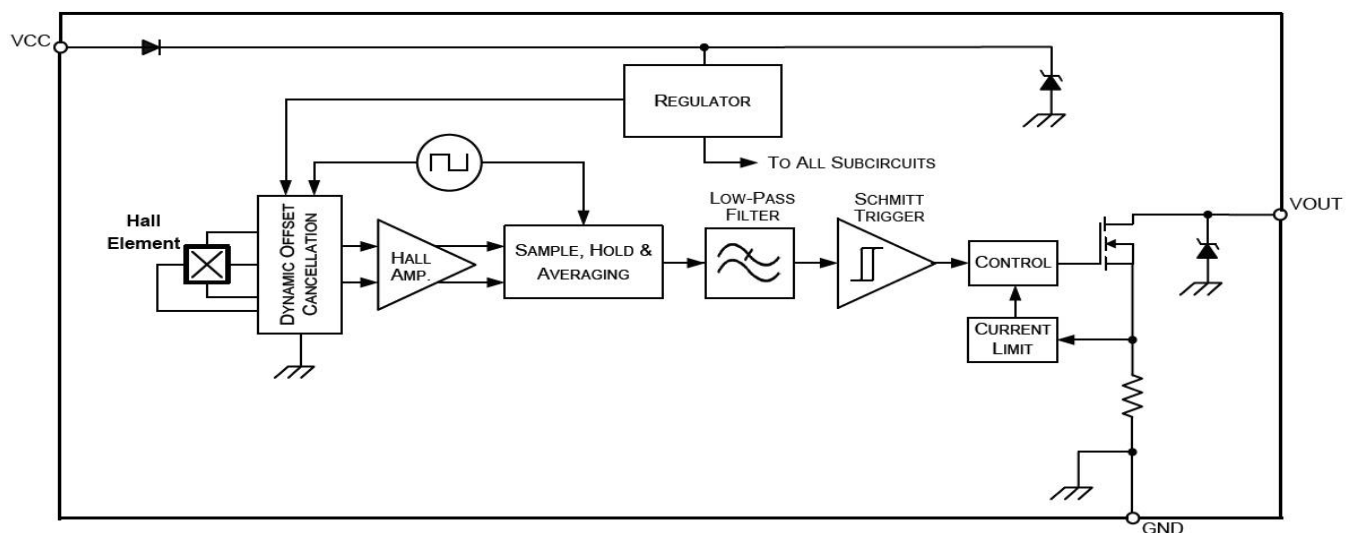 VCC
REGULATOR
TO ALL SUBCIRCUITS
Hall
Element
DYNAMIC OFFSET
CANCELLATION
HALL
AMP.
SAMPLE, HOLD &
AVERAGING
LOW-PASS
FILTER
SCHMITT
TRIGGER
CONTROL
CURRENT
LIMIT
VOUT
GND